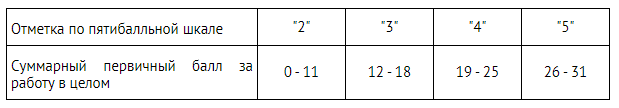 Отметка по пятибалльной шкале "2" "3" "4" "5"
Суммарный первичный балл за
работу в целом 0 - 11 12 - 18 19 - 25 26 - 31